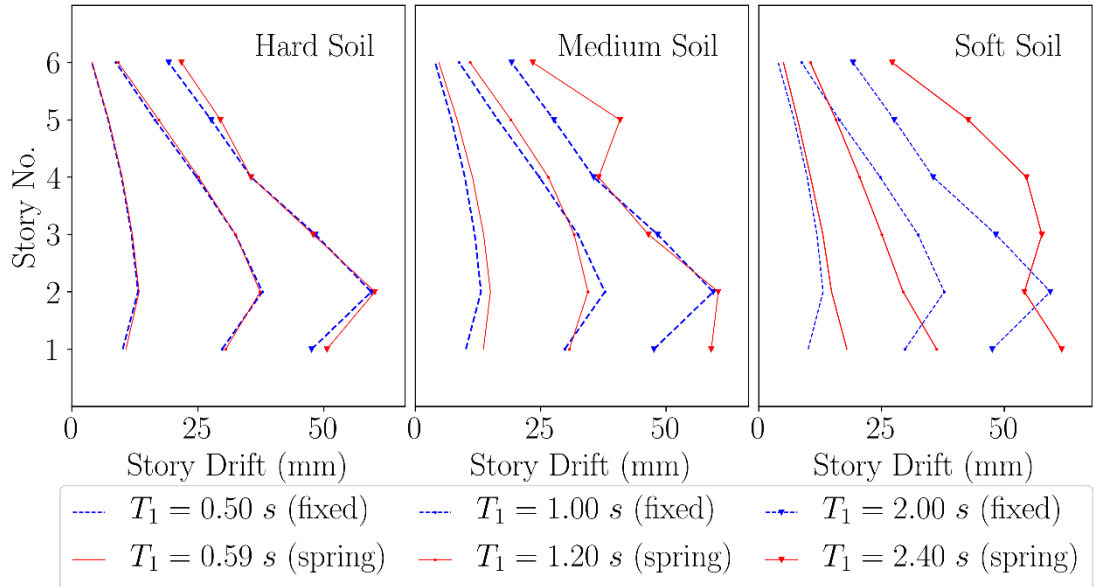 Hard Soil
Medium Soil
Soft Soil
6
5
4
3
2
1
Story No.
0 25 50
0 25 50
0 25 50
Story Drift (mm)
Story Drift (mm)
Story Drift (mm)
T₁ = 0.50 s (fixed)
T₁ = 1.00 s (fixed)
T₁ = 2.00 s (fixed)
T₁ = 0.59 s (spring)
T₁ = 1.20 s (spring)
T₁ = 2.40 s (spring)